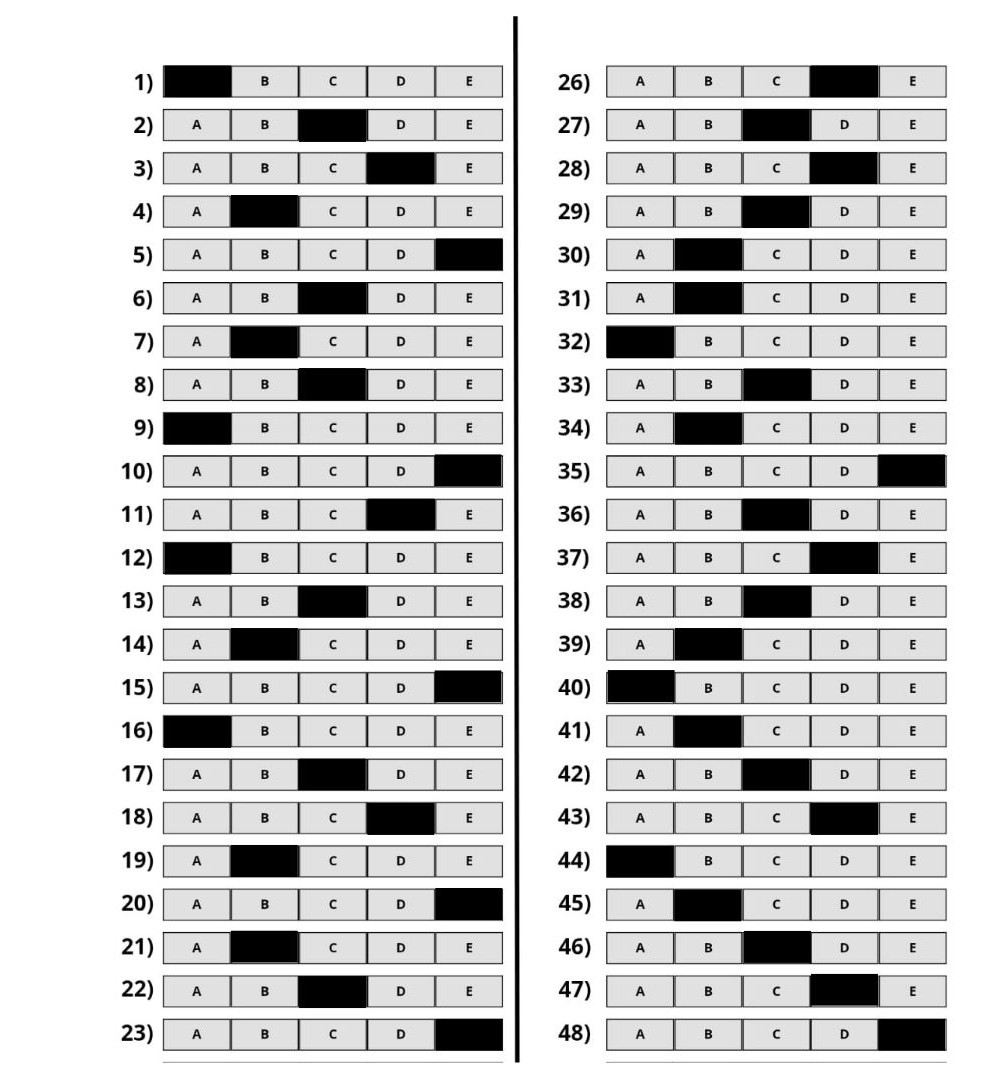 1) B C D E
2) A B D E
3) A B C E
4) A C D E
5) A B C D
6) A B D E
7) A C D E
8) A B D E
9) B C D E
10) A B C D
11) A B C E
12) B C D E
13) A B D E
14) A C D E
15) A B C D
16) B C D E
17) A B D E
18) A B C E
19) A C D E
20) A B C D
21) A C D E
22) A B D E
23) A B C D
26) A B C E
27) A B D E
28) A B C E
29) A B D E
30) A C D E
31) A C D E
32) B C D E
33) A B D E
34) A C D E
35) A B C D
36) A B D E
37) A B C E
38) A B D E
39) A C D E
40) B C D E
41) A C D E
42) A B D E
43) A B C E
44) B C D E
45) A C D E
46) A B D E
47) A B C E
48) A B C D